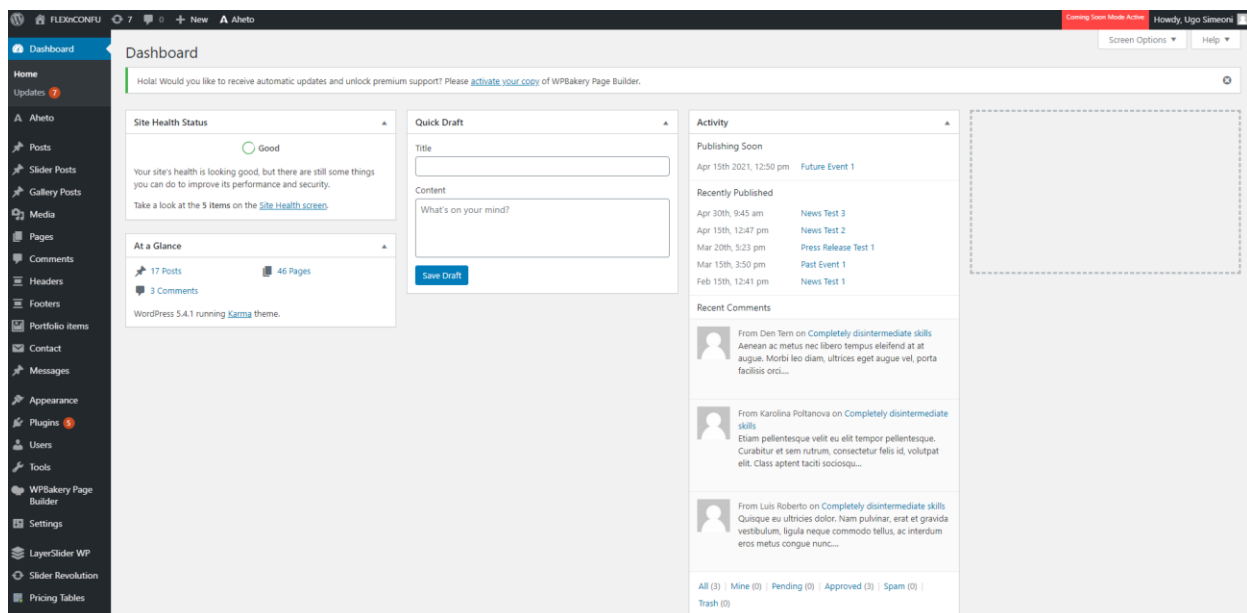 FLEXnCONFU 7 0 New Aheto Coming Soon Mode Active Howdy, Ugo Simeoni
Screen Options Help
Dashboard
Home
Updates 7
Aheto
Posts
Slider Posts
Gallery Posts
Media
Pages
Comments
Headers
Footers
Portfolio items
Contact
Messages
Appearance
Plugins 5
Users
Tools
WPBakery Page
Builder
Settings
LayerSlider WP
Slider Revolution
Pricing Tables
Dashboard
Hola! Would you like to receive automatic updates and unlock premium support? Please activate your copy of WPBakery Page Builder.
Site Health Status
Good
Your site's health is looking good, but there are still some things
you can do to improve its performance and security.
Take a look at the 5 items on the Site Health screen.
At a Glance
17 Posts 46 Pages
3 Comments
WordPress 5.4.1 running Karma theme.
Quick Draft
Title
Content
What's on your mind?
Save Draft
Activity
Publishing Soon
Apr 15th 2021, 12:50 pm Future Event 1
Recently Published
Apr 30th, 9:45 am News Test 3
Apr 15th, 12:47 pm News Test 2
Mar 20th, 5:23 pm Press Release Test 1
Mar 15th, 3:50 pm Past Event 1
Feb 15th, 12:41 pm News Test 1
Recent Comments
From Den Tern on Completely disintermediate skills
Aenean ac metus nec libero tempus eleifend at at
augue. Morbi leo diam, ultrices eget augue vel, porta
facilisis orci....
From Karolina Poltanova on Completely disintermediate
skills
Etiam pellentesque velit eu elit tempor pellentesque.
Curabitur et sem rutrum, consectetur felis id, volutpat
elit. Class aptent taciti sociosqu...
From Luis Roberto on Completely disintermediate skills
Quisque eu ultricies dolor. Nam pulvinar, erat et gravida
vestibulum, ligula neque commodo tellus, ac interdum
eros metus congue nunc....
All (3) | Mine (0) | Pending (0) | Approved (3) | Spam (0) |
Trash (0)